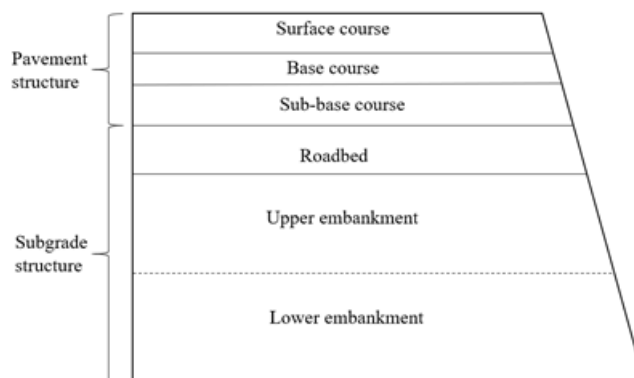 Surface course
Pavement
structure
Base course
Sub-base course
Roadbed
Upper embankment
Subgrade
structure
Lower embankment